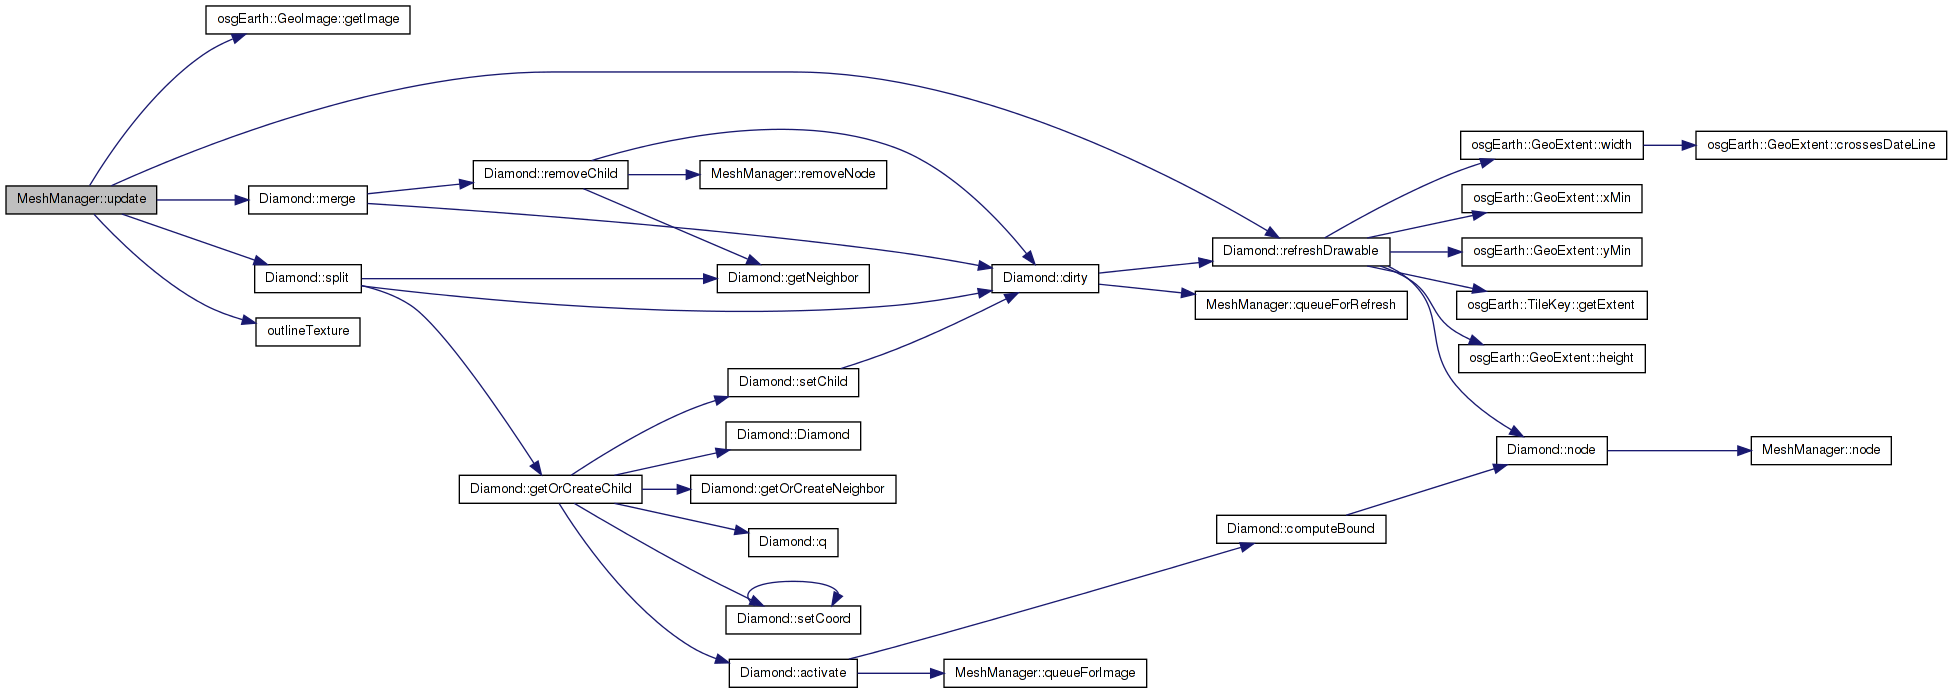 osgEarth::GeoImage::getImage
osgEarth::GeoExtent::width
osgEarth::GeoExtent::crossesDateLine
Diamond::removeChild
MeshManager::removeNode
MeshManager::update
Diamond::merge
osgEarth::GeoExtent::xMin
Diamond::refreshDrawable
osgEarth::GeoExtent::yMin
Diamond::split
Diamond::getNeighbor
Diamond::dirty
MeshManager::queueForRefresh
osgEarth::TileKey::getExtent
outlineTexture
osgEarth::GeoExtent::height
Diamond::setChild
Diamond::Diamond
Diamond::node
MeshManager::node
Diamond::getOrCreateChild
Diamond::getOrCreateNeighbor
Diamond::computeBound
Diamond::q
Diamond::setCoord
Diamond::activate
MeshManager::queueForImage